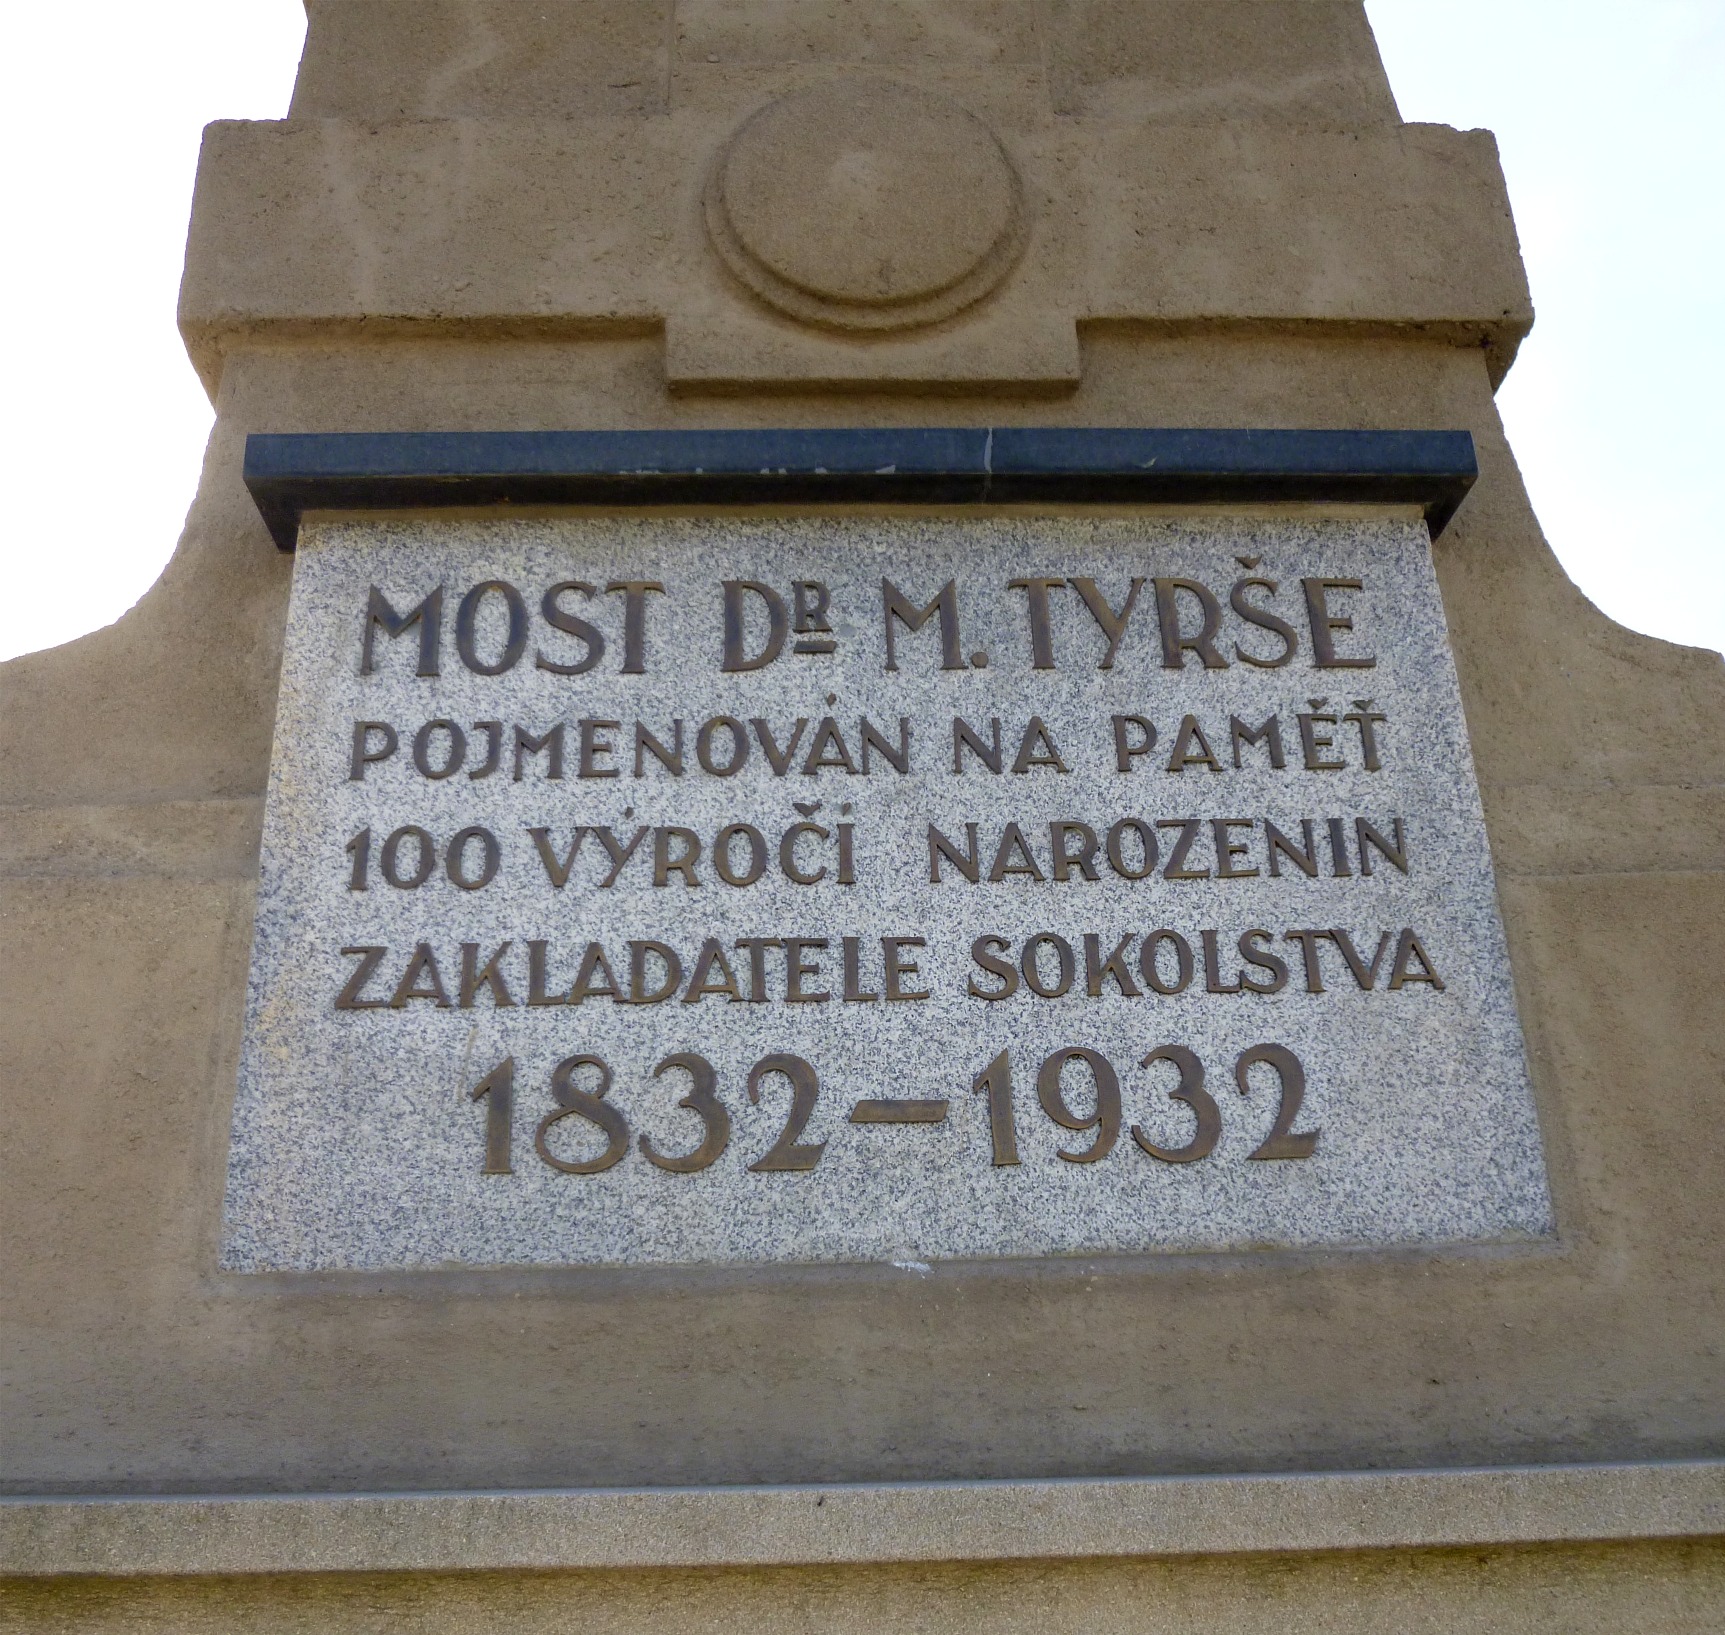 MOST DR M. TYRŠE
POJMENOVÁN NA PAMĚŤ
100 VÝROČÍ NAROZENIN
ZAKLADATELE SOKOLSTVA
1832–1932